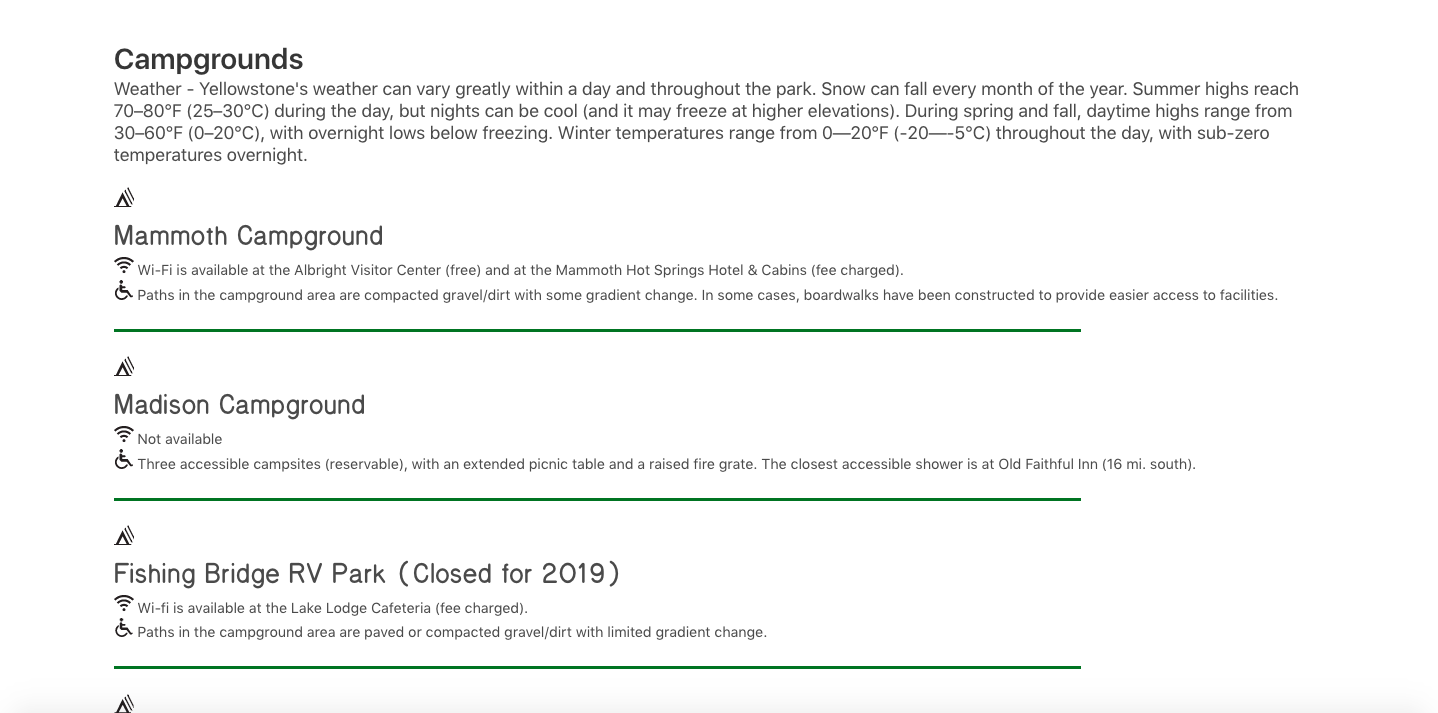 Campgrounds
Weather - Yellowstone's weather can vary greatly within a day and throughout the park. Snow can fall every month of the year. Summer highs reach
70–80°F (25–30°C) during the day, but nights can be cool (and it may freeze at higher elevations). During spring and fall, daytime highs range from
30–60°F (0–20°C), with overnight lows below freezing. Winter temperatures range from 0—20°F (-20—-5°C) throughout the day, with sub-zero
temperatures overnight.
Mammoth Campground
Wi-Fi is available at the Albright Visitor Center (free) and at the Mammoth Hot Springs Hotel & Cabins (fee charged).
Paths in the campground area are compacted gravel/dirt with some gradient change. In some cases, boardwalks have been constructed to provide easier access to facilities.
Madison Campground
Not available
Three accessible campsites (reservable), with an extended picnic table and a raised fire grate. The closest accessible shower is at Old Faithful Inn (16 mi. south).
Fishing Bridge RV Park (Closed for 2019)
Wi-fi is available at the Lake Lodge Cafeteria (fee charged).
Paths in the campground area are paved or compacted gravel/dirt with limited gradient change.